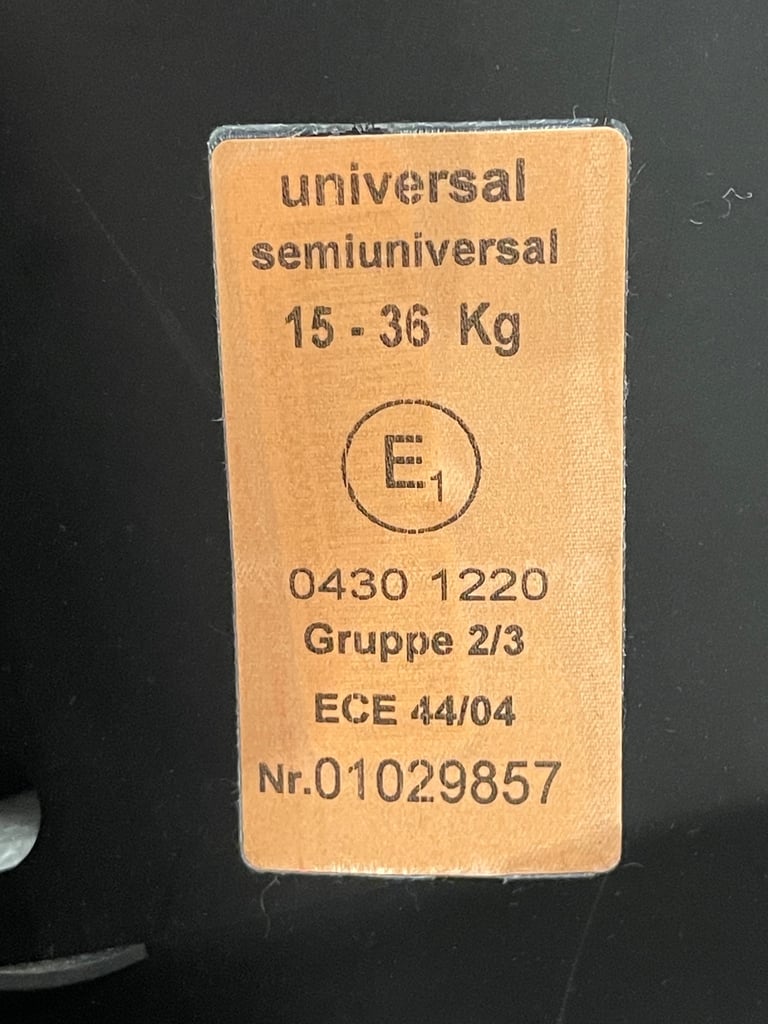 universal
semiuniversal
15 - 36 Kg
E1
0430 1220
Gruppe 2/3
ECE 44/04
Nr.01029857